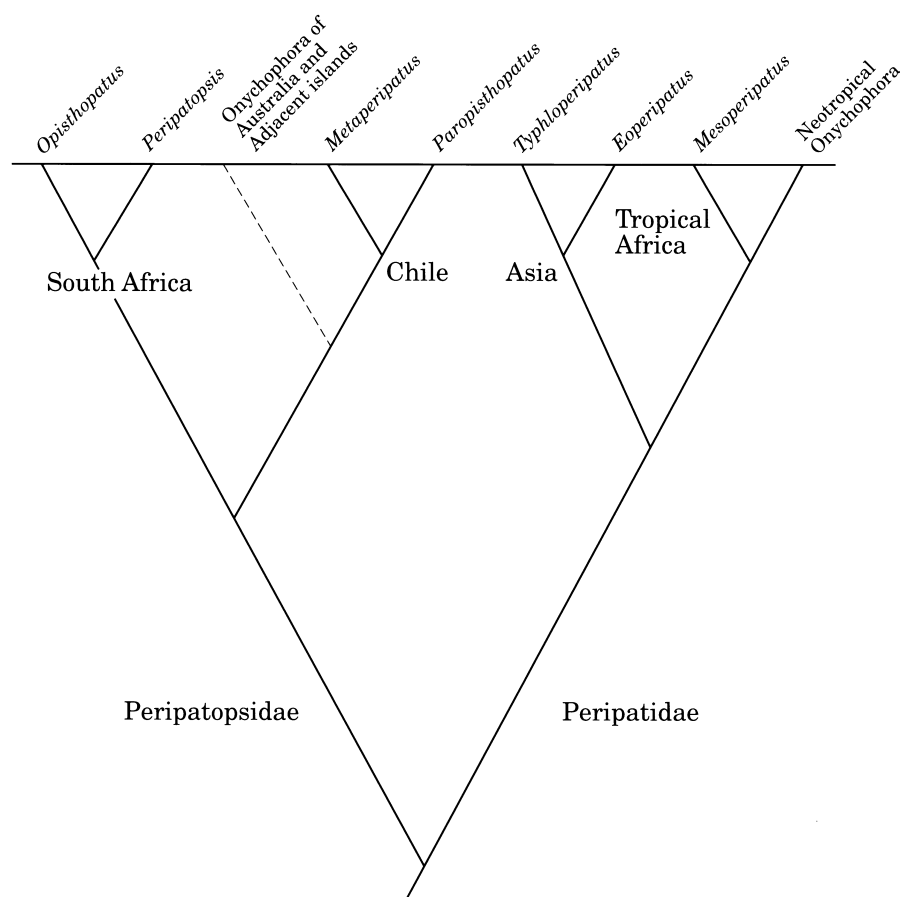 Opisthopatus
Peripatopsis
Onychophora of
Australia and
Adjacent islands
Metaperipatus
Paropisthopatus
Typhloperipatus
Eoperipatus
Mesoperipatus
Neotropical
Onychophora
South Africa
Chile
Asia
Tropical
Africa
Peripatopsidae
Peripatidae